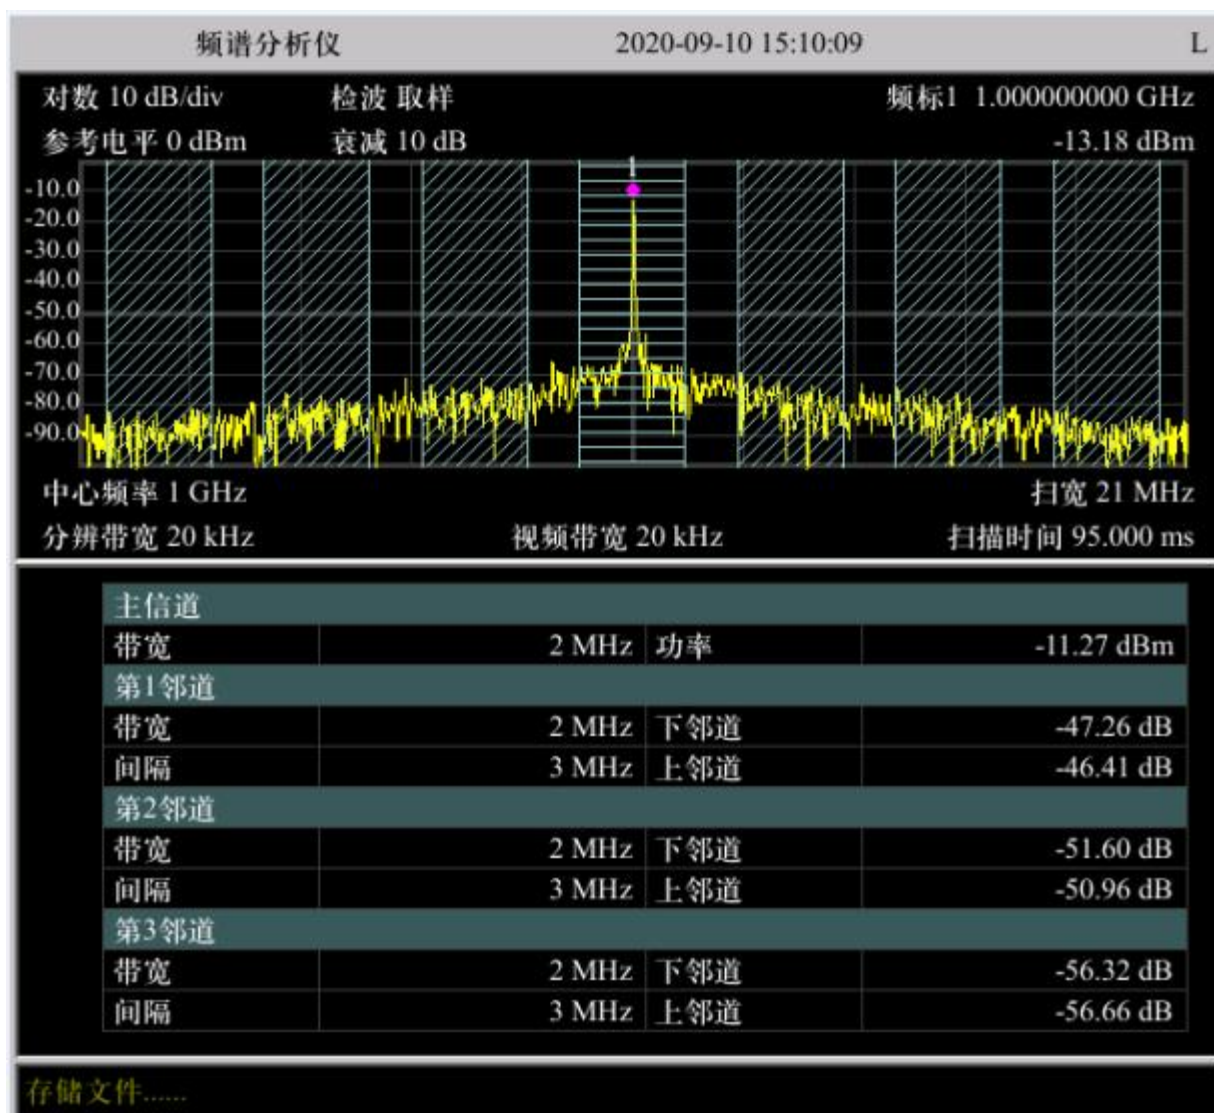 频谱分析仪 2020-09-10 15:10:09 L
对数 10 dB/div 检波 取样 频标1 1.000000000 GHz
参考电平 0 dBm 衰减 10 dB -13.18 dBm
1
-10.0
-20.0
-30.0
-40.0
-50.0
-60.0
-70.0
-80.0
-90.0
中心频率 1 GHz 扫宽 21 MHz
分辨带宽 20 kHz 视频带宽 20 kHz 扫描时间 95.000 ms
主信道
带宽 2 MHz 功率 -11.27 dBm
第1邻道
带宽 2 MHz 下邻道 -47.26 dB
间隔 3 MHz 上邻道 -46.41 dB
第2邻道
带宽 2 MHz 下邻道 -51.60 dB
间隔 3 MHz 上邻道 -50.96 dB
第3邻道
带宽 2 MHz 下邻道 -56.32 dB
间隔 3 MHz 上邻道 -56.66 dB
存储文件......